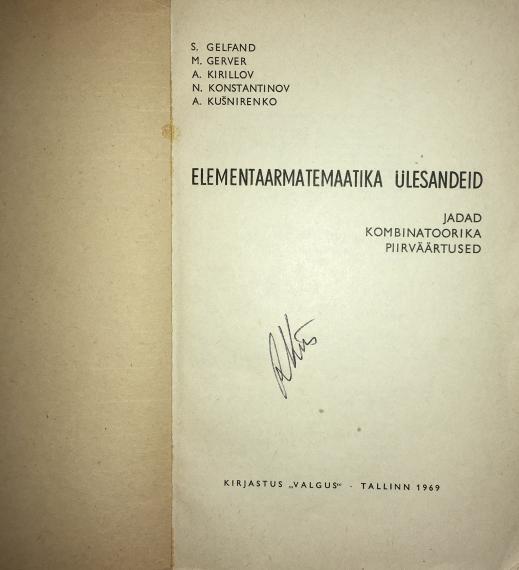 S. GELFAND
M. GERVER
A. KIRILLOV
N. KONSTANTINOV
A. KUŠNIRENKO
ELEMENTAARMATEMAATIKA ÜLESANDEID
JADAD
KOMBINATOORIKA
PIIRVÄÄRTUSED
KIRJASTUS „VALGUS“ · TALLINN 1969